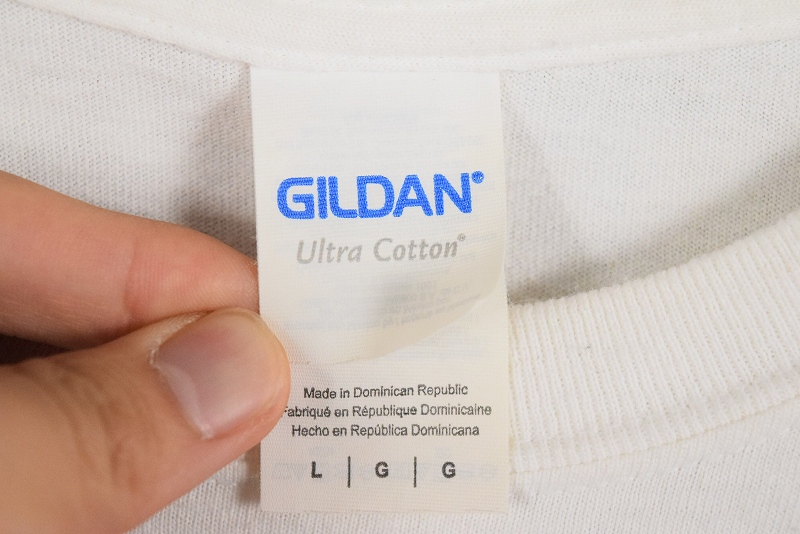 GILDAN®
Ultra Cotton®
Made in Dominican Republic
Fabriqué en République Dominicaine
Hecho en República Dominicana
L | G | G